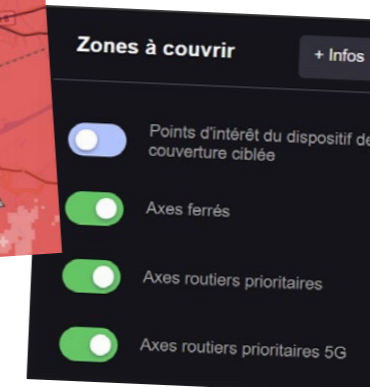 Zones à couvrir
+ Infos
Points d'intérêt du dispositif de
couverture ciblée
Axes ferrés
Axes routiers prioritaires
Axes routiers prioritaires 5G